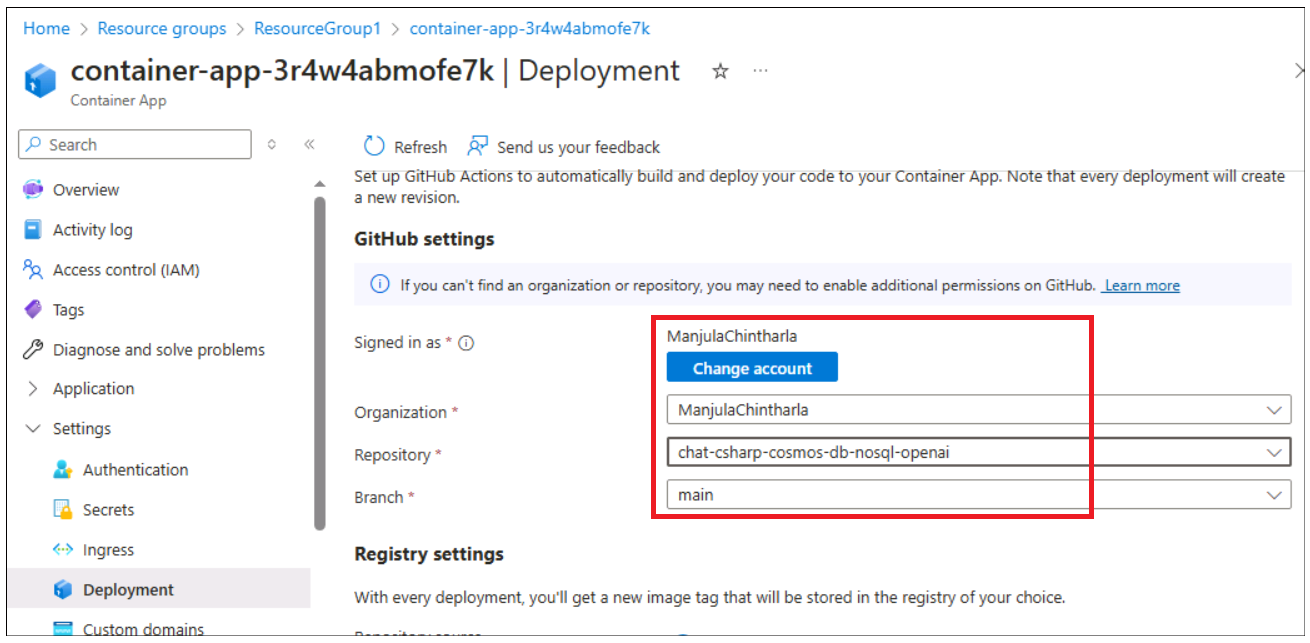 Home > Resource groups > ResourceGroup1 > container-app-3r4w4abmofe7k
container-app-3r4w4abmofe7k | Deployment
Container App
Search
Refresh
Send us your feedback
Overview
Activity log
Access control (IAM)
Tags
Diagnose and solve problems
Application
Settings
Authentication
Secrets
Ingress
Deployment
Custom domains
Set up GitHub Actions to automatically build and deploy your code to your Container App. Note that every deployment will create
a new revision.
GitHub settings
If you can't find an organization or repository, you may need to enable additional permissions on GitHub. Learn more
Signed in as *
ManjulaChintharla
Change account
Organization *
ManjulaChintharla
Repository *
chat-csharp-cosmos-db-nosql-openai
Branch *
main
Registry settings
With every deployment, you'll get a new image tag that will be stored in the registry of your choice.